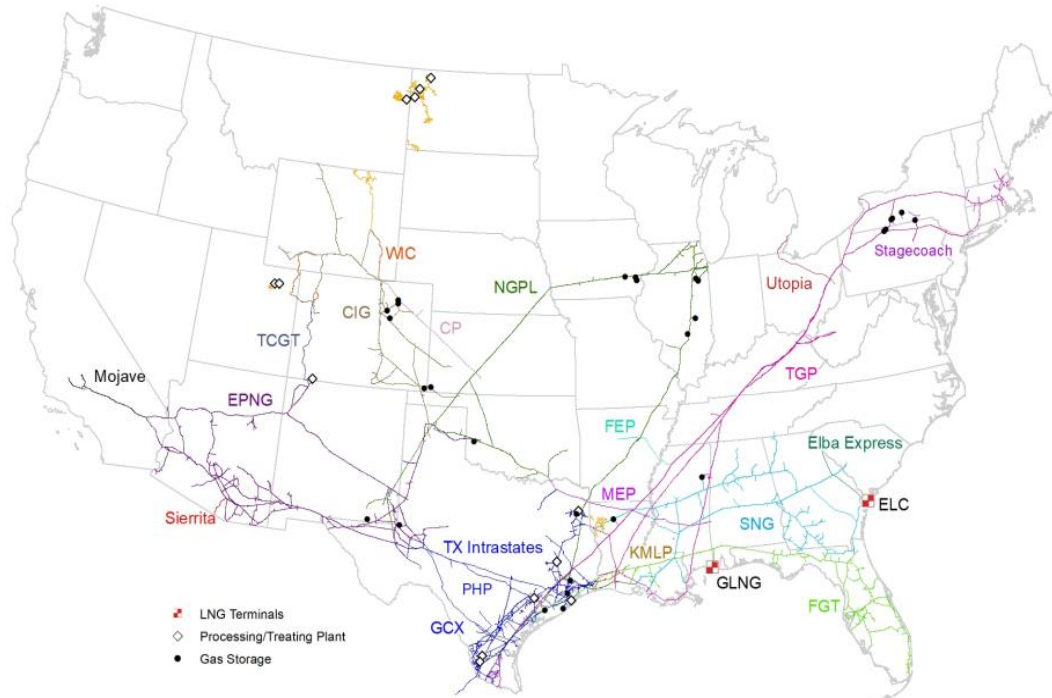 WIC
NGPL
Stagecoach
Utopia
CIG
CP
TCGT
Mojave
EPNG
TGP
FEP
Elba Express
MEP
ELC
Sierrita
SNG
TX Intrastates
KMLP
GLNG
PHP
FGT
GCX
LNG Terminals
Processing/Treating Plant
Gas Storage